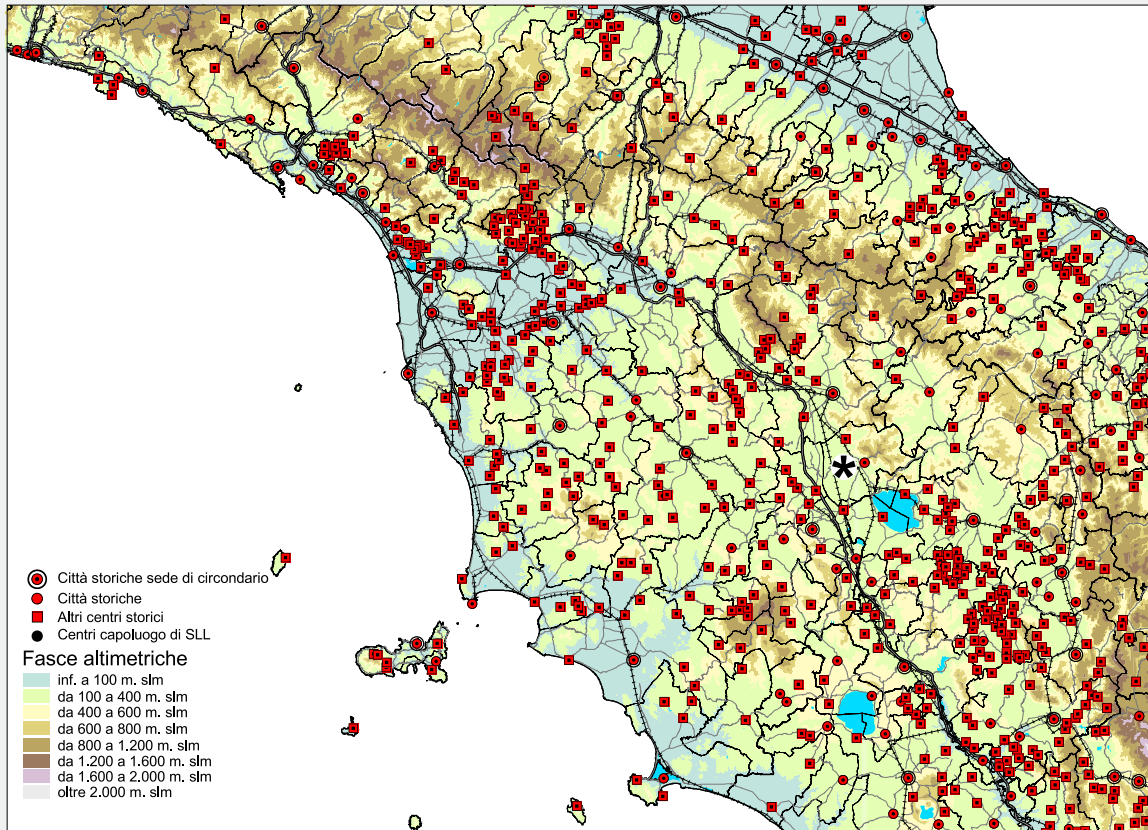 *
Città storiche sede di circondario
Città storiche
Altri centri storici
Centri capoluogo di SLL
Fasce altimetriche
inf. a 100 m. slm
da 100 a 400 m. slm
da 400 a 600 m. slm
da 600 a 800 m. slm
da 800 a 1.200 m. slm
da 1.200 a 1.600 m. slm
da 1.600 a 2.000 m. slm
oltre 2.000 m. slm